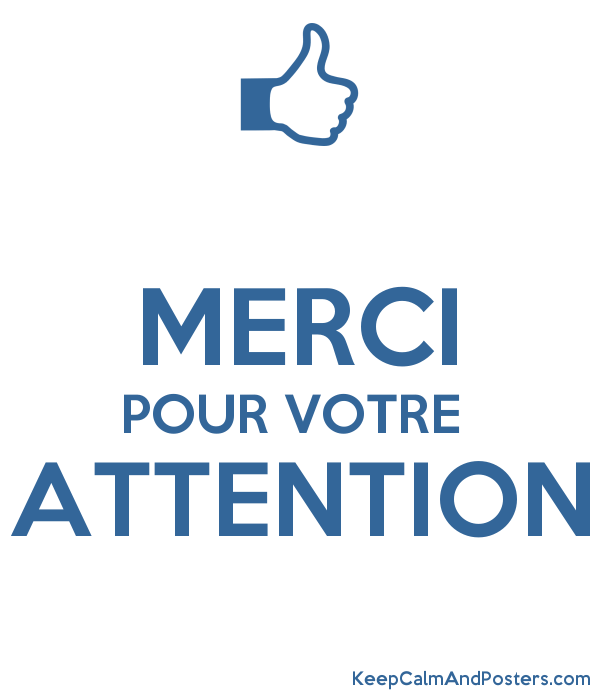 MERCI
POUR VOTRE
ATTENTION
KeepCalmAndPosters.com